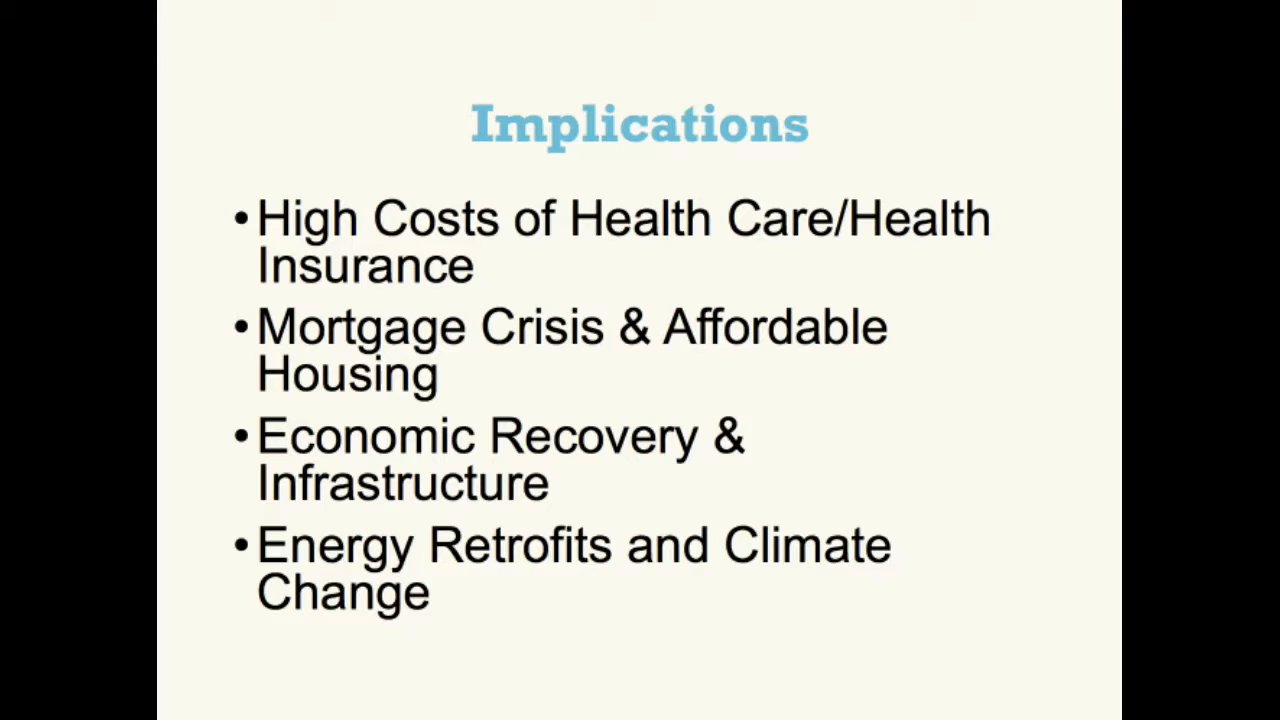 Implications
•High Costs of Health Care/Health
Insurance
•Mortgage Crisis & Affordable
Housing
•Economic Recovery &
Infrastructure
•Energy Retrofits and Climate
Change